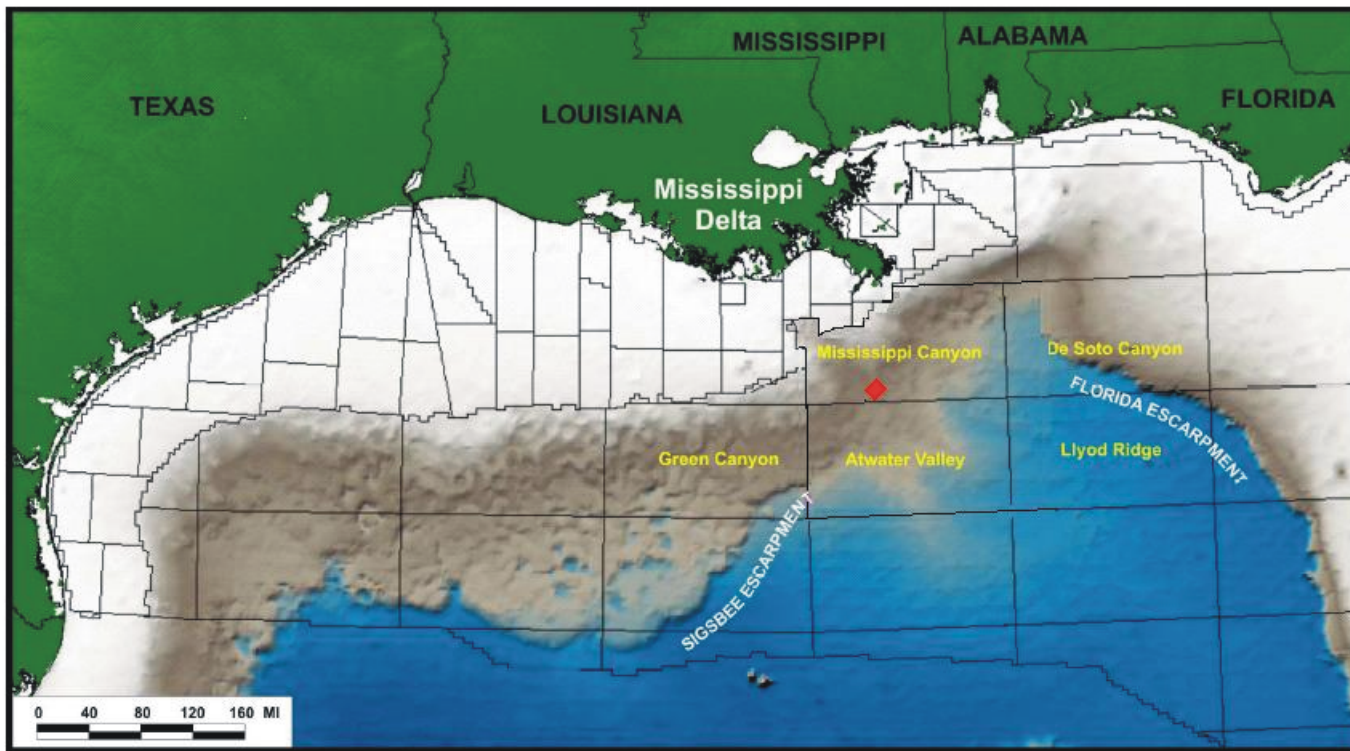 MISSISSIPPI
ALABAMA
TEXAS
LOUISIANA
FLORIDA
Mississippi
Delta
Mississippi Canyon
De Soto Canyon
FLORIDA ESCARPMENT
Green Canyon
Atwater Valley
Llyod Ridge
SIGSBEE ESCARPMENT
0 40 80 120 160 MI